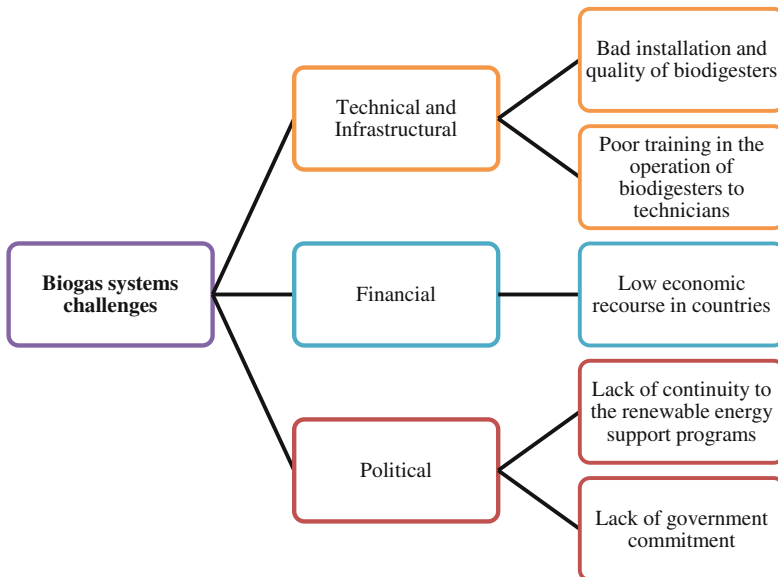 Biogas systems
challenges
Technical and
Infrastructural
Bad installation and
quality of biodigesters
Poor training in the
operation of
biodigesters to
technicians
Financial
Low economic
recourse in countries
Political
Lack of continuity to
the renewable energy
support programs
Lack of government
commitment